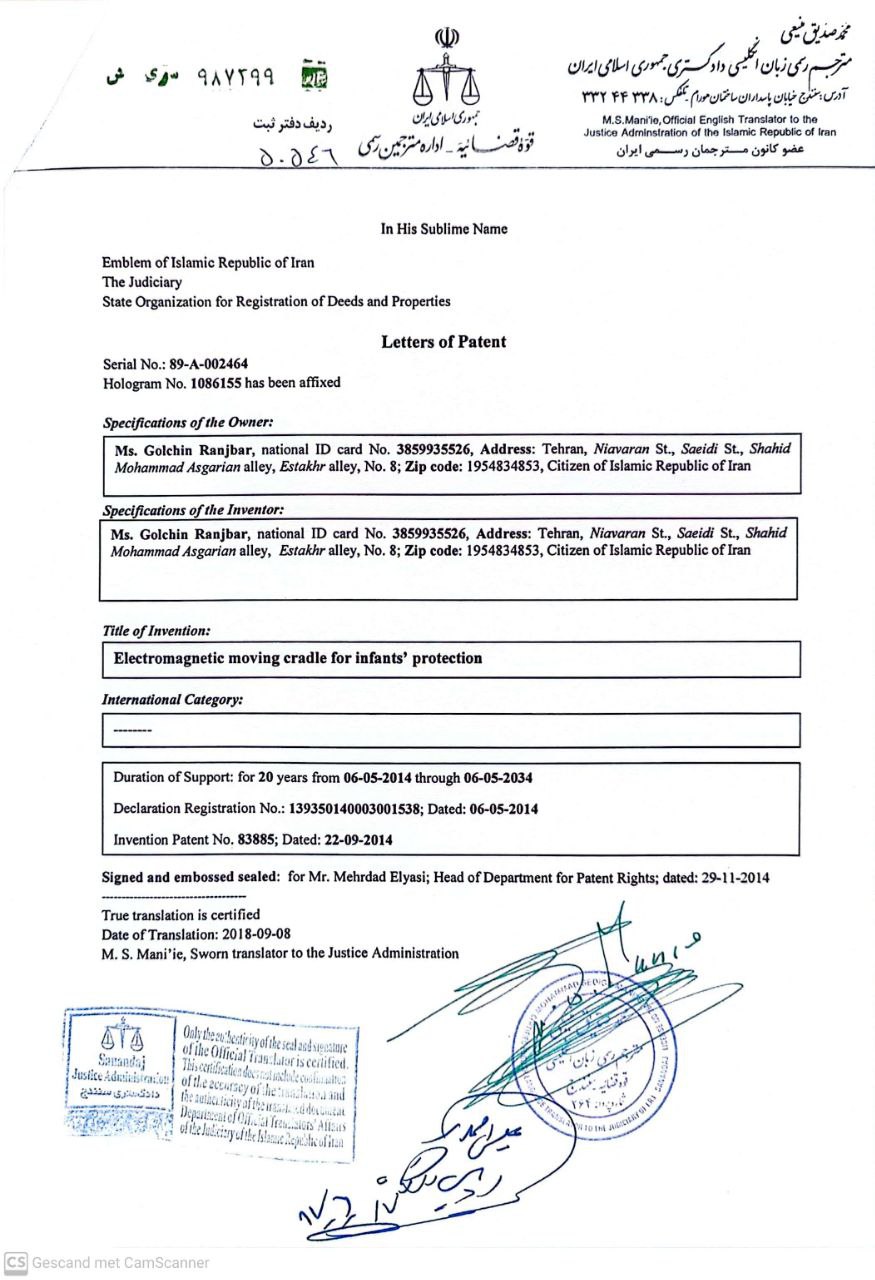 محمدصدیق منیعی
مترجم رسمی زبان انگلیسی دادگستری جمهوری اسلامی ایران
آدرس: سنندج خیابان پاسداران ساختمان مورام. تلفکس: ۳۳۲ ۴۴ ۳۳۸
M.S.Mani'ie,Official English Translator to the
Justice Adminstration of the Islamic Republic of Iran
عضو کانون مترجمان رسمی ایران
جمهوری اسلامی ایران
قوه قضائیه - اداره مترجمین رسمی
ش سری ۹۸۷۲۹۹
ردیف دفتر ثبت
۵۰۵۴۶
In His Sublime Name
Emblem of Islamic Republic of Iran
The Judiciary
State Organization for Registration of Deeds and Properties
Letters of Patent
Serial No.: 89-A-002464
Hologram No. 1086155 has been affixed
Specifications of the Owner:
Ms. Golchin Ranjbar, national ID card No. 3859935526, Address: Tehran, Niavaran St., Saeidi St., Shahid
Mohammad Asgarian alley, Estakhr alley, No. 8; Zip code: 1954834853, Citizen of Islamic Republic of Iran
Specifications of the Inventor:
Ms. Golchin Ranjbar, national ID card No. 3859935526, Address: Tehran, Niavaran St., Saeidi St., Shahid
Mohammad Asgarian alley, Estakhr alley, No. 8; Zip code: 1954834853, Citizen of Islamic Republic of Iran
Title of Invention:
Electromagnetic moving cradle for infants' protection
International Category:
--------
Duration of Support: for 20 years from 06-05-2014 through 06-05-2034
Declaration Registration No.: 139350140003001538; Dated: 06-05-2014
Invention Patent No. 83885; Dated: 22-09-2014
Signed and embossed sealed: for Mr. Mehrdad Elyasi; Head of Department for Patent Rights; dated: 29-11-2014
True translation is certified
Date of Translation: 2018-09-08
M. S. Mani'ie, Sworn translator to the Justice Administration
Sanandaj
Justice Administration
دادگستری سنندج
Only the authenticity of the seal and signature
of the Official Translator is certified.
This certification does not include confirmation
of the accuracy of the translation and
the authenticity of the translated document.
Department of Official Translators' Affairs
of the Judiciary of the Islamic Republic of Iran
مترجم رسمی زبان انگلیسی
قوه قضائیه - سنندج
CS Gescand met CamScanner